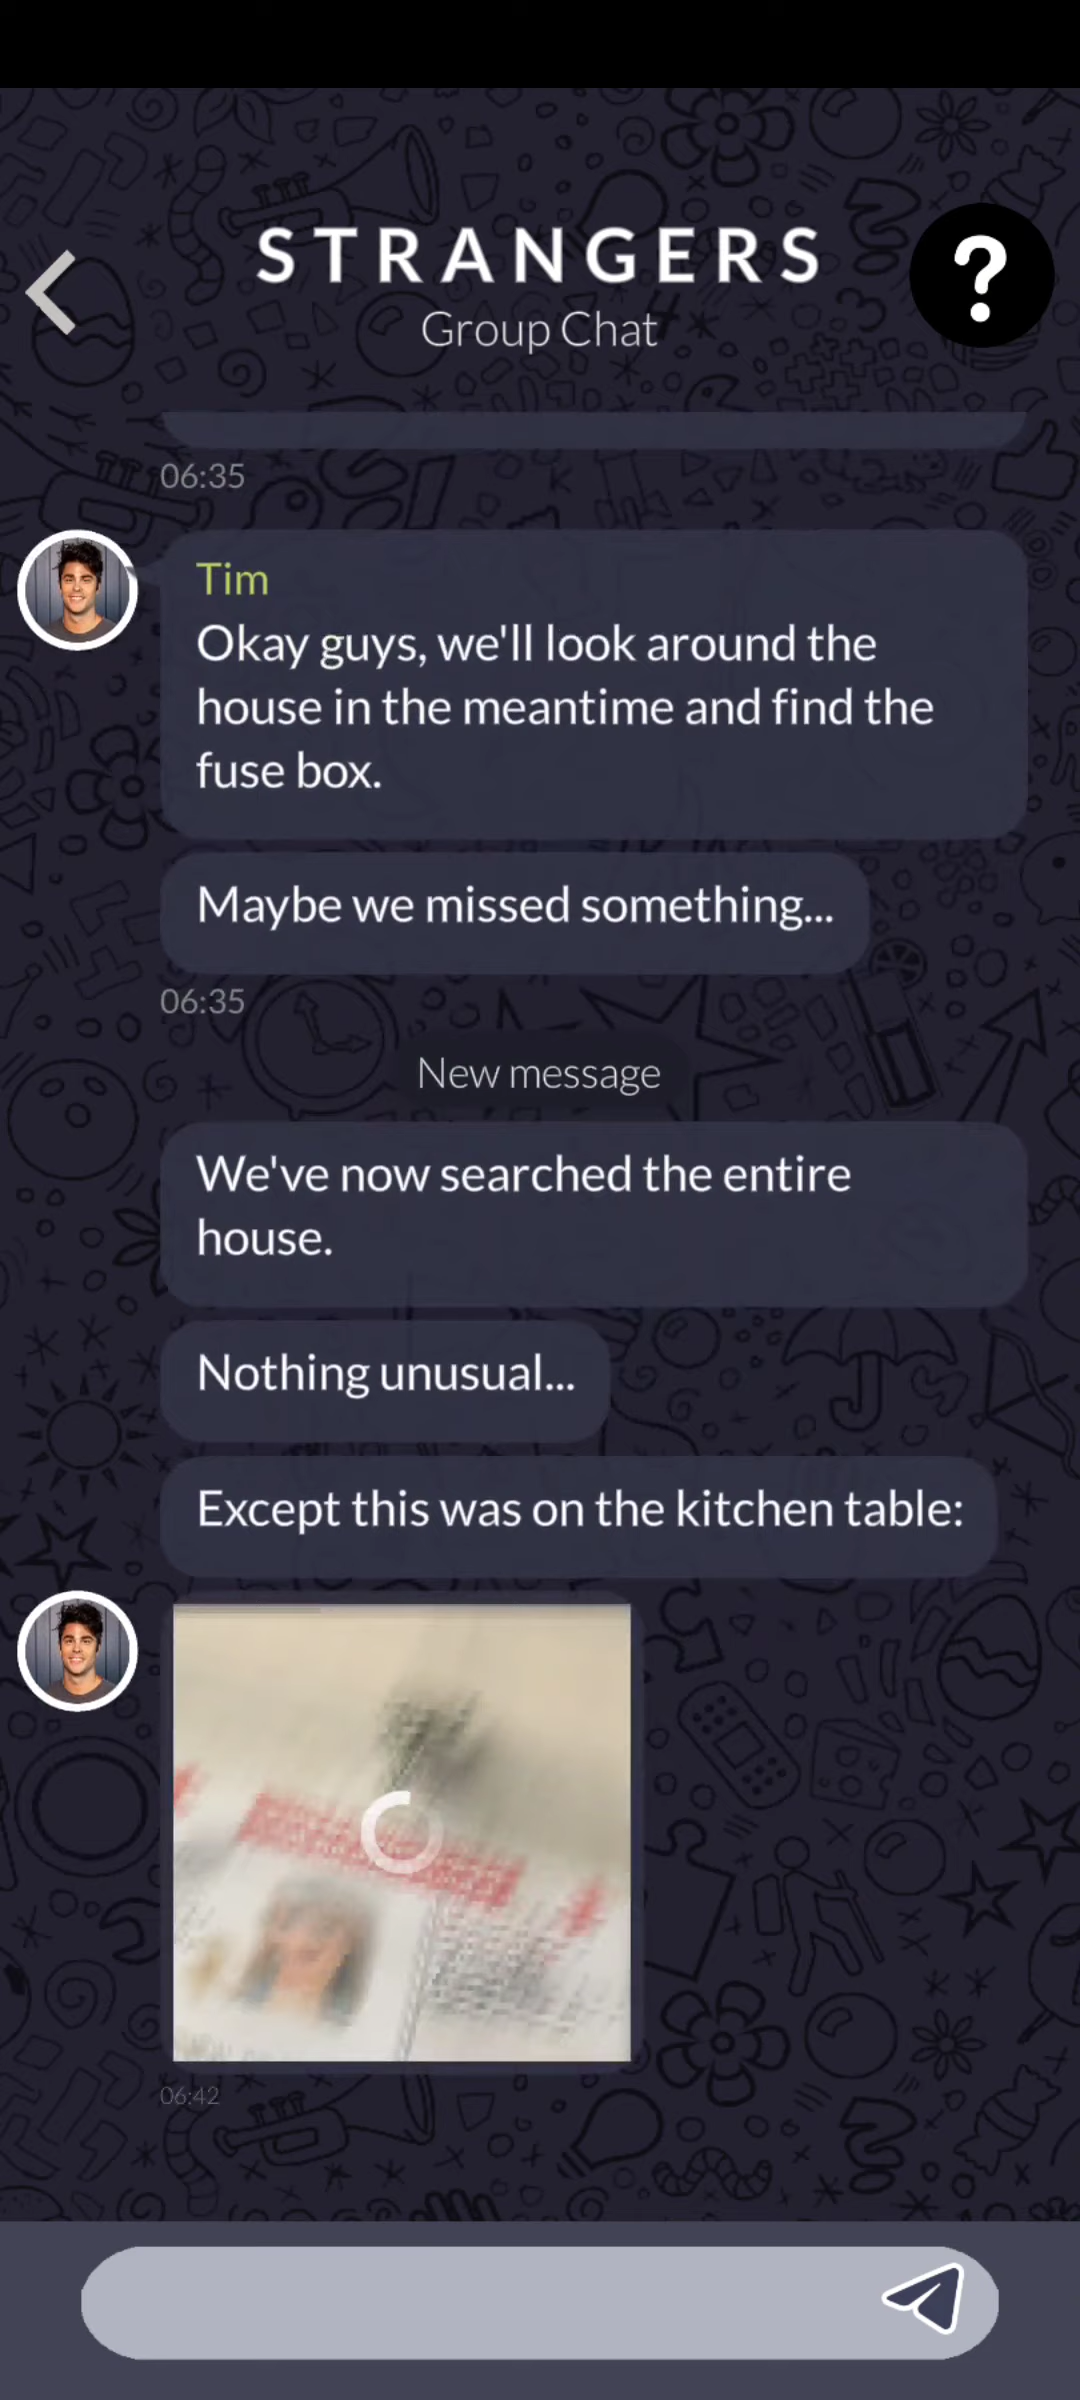 STRANGERS
Group Chat
06:35
Tim
Okay guys, we'll look around the
house in the meantime and find the
fuse box.
Maybe we missed something...
06:35
New message
We've now searched the entire
house.
Nothing unusual...
Except this was on the kitchen table:
06:42